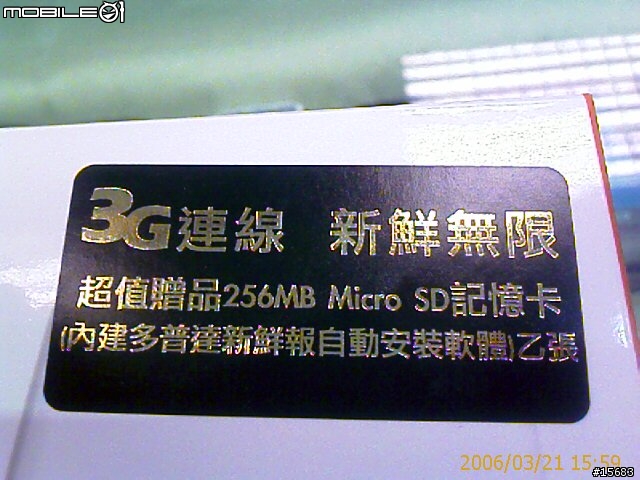 MOBILE01
3G連線 新鮮無限
超值贈品256MB Micro SD記憶卡
(內建多普達新鮮報自動安裝軟體)乙張
2006/03/21 15:59
#15683